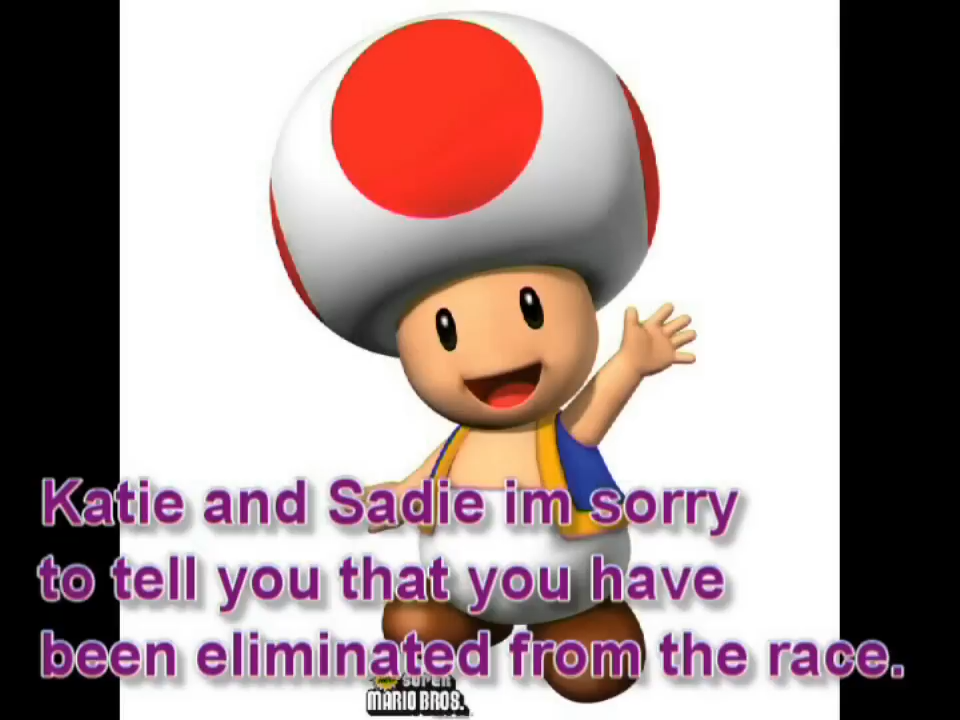 Katie and Sadie im sorry
to tell you that you have
been eliminated from the race.
NEW
SUPER
MARIO BROS.